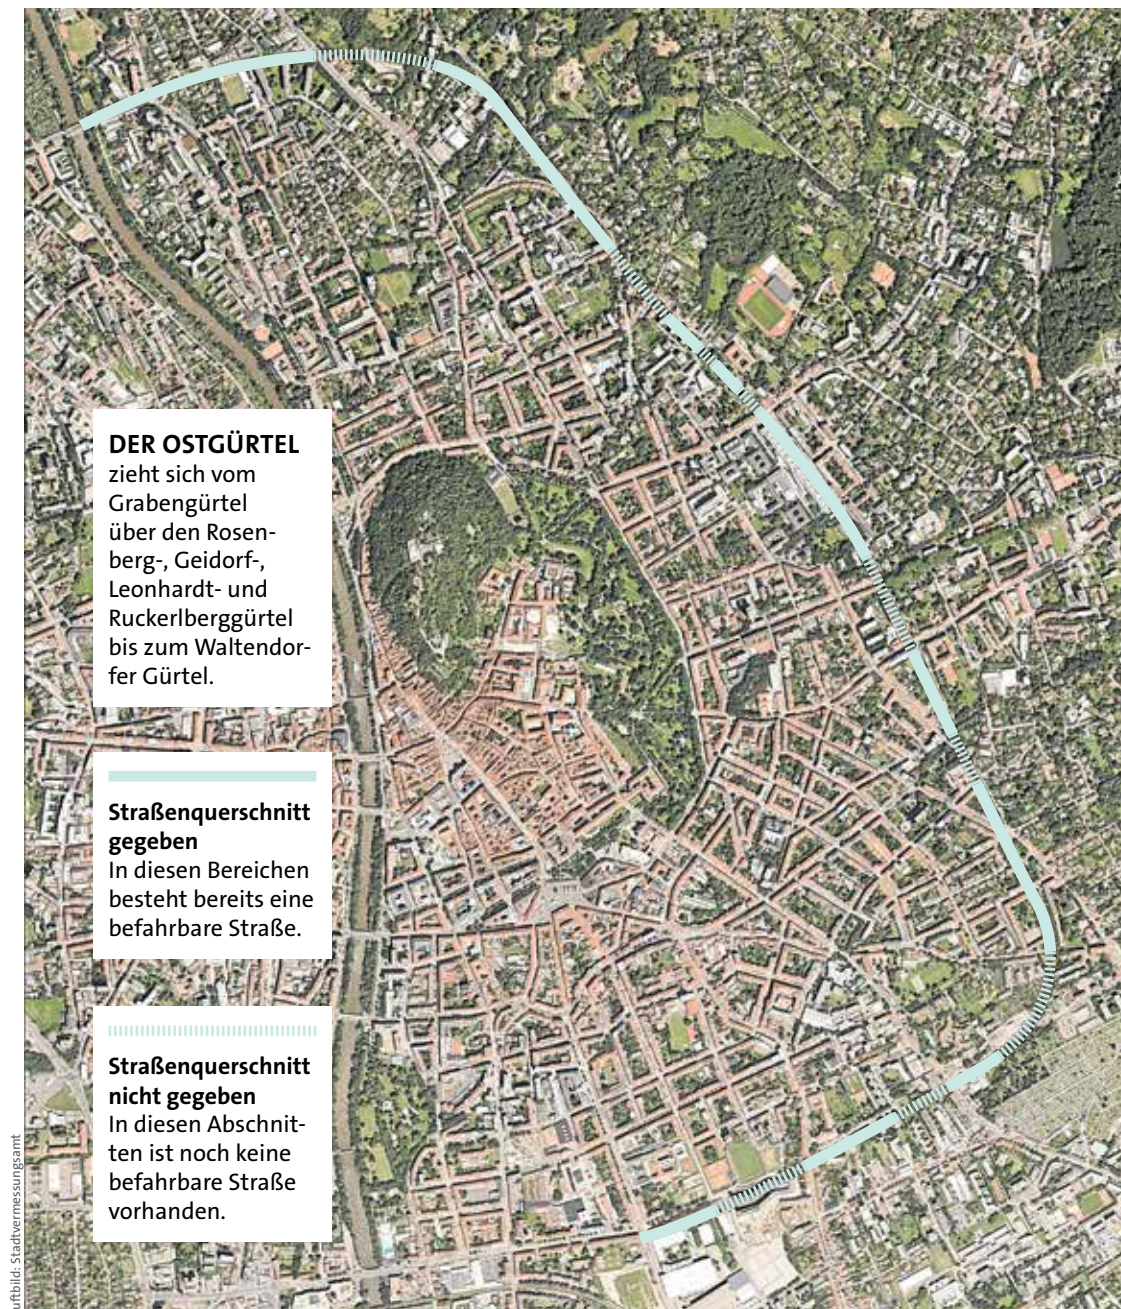 DER OSTGÜRTEL
zieht sich vom
Grabengürtel
über den Rosen-
berg-, Geidorf-,
Leonhardt- und
Ruckerlberggürtel
bis zum Waltendor-
fer Gürtel.
Straßenquerschnitt
gegeben
In diesen Bereichen
besteht bereits eine
befahrbare Straße.
Straßenquerschnitt
nicht gegeben
In diesen Abschnit-
ten ist noch keine
befahrbare Straße
vorhanden.
uftbild: Stadtvermessungsamt